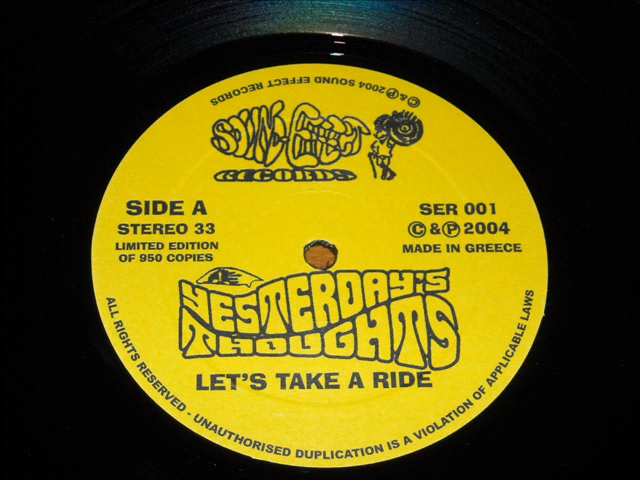 ©&℗ 2004 SOUND EFFECT RECORDS
SOUND EFFECT
RECORDS
SIDE A
STEREO 33
LIMITED EDITION
OF 950 COPIES
SER 001
©&℗ 2004
MADE IN GREECE
YESTERDAY'S
THOUGHTS
LET'S TAKE A RIDE
ALL RIGHTS RESERVED - UNAUTHORISED DUPLICATION IS A VIOLATION OF APPLICABLE LAWS